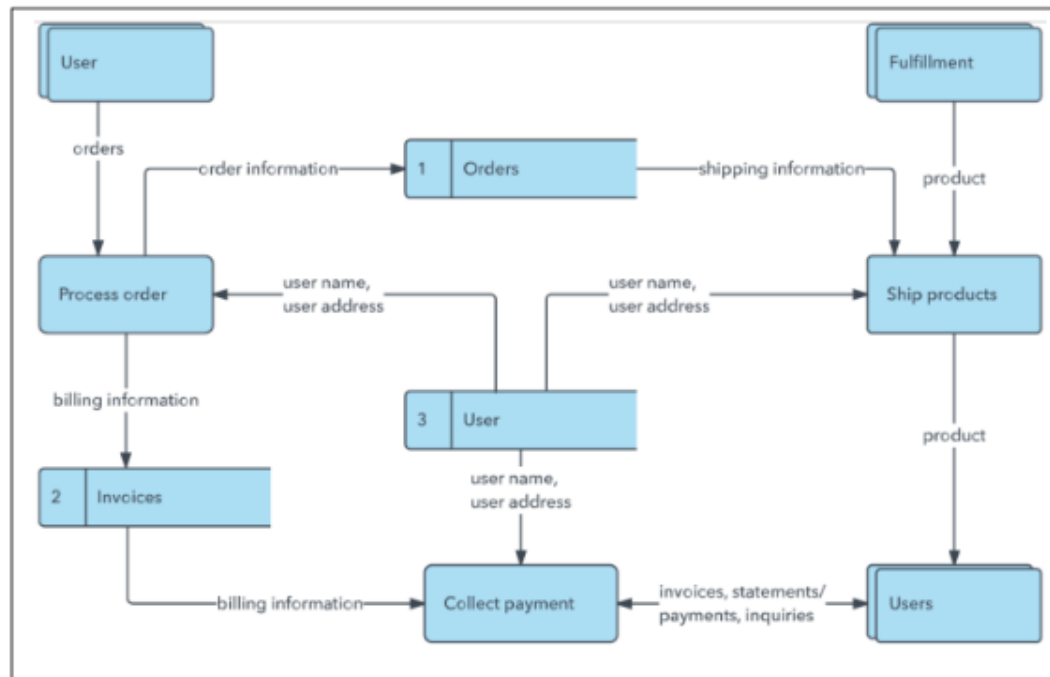 User
Fulfillment
orders
order information
1 Orders
shipping information
product
Process order
user name,
user address
user name,
user address
Ship products
billing information
3 User
product
2 Invoices
user name,
user address
billing information
Collect payment
invoices, statements/
payments, inquiries
Users